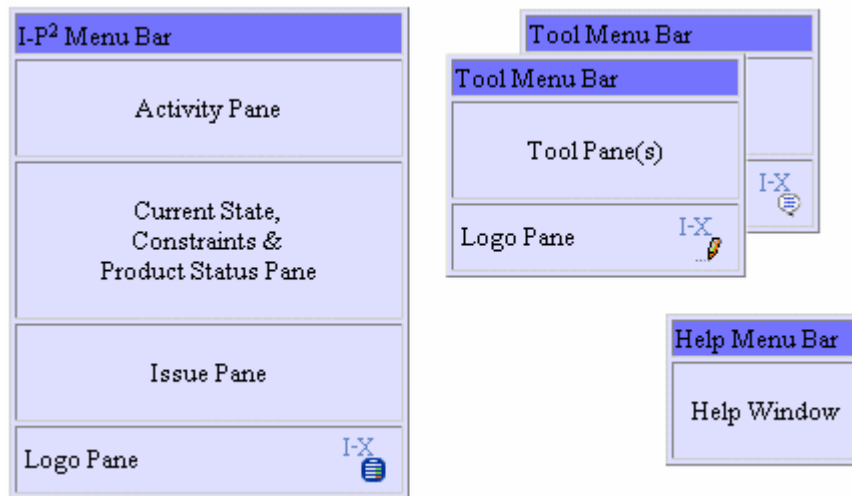 I-P² Menu Bar
Activity Pane
Current State,
Constraints &
Product Status Pane
Issue Pane
Logo Pane
I-X
Tool Menu Bar
I-X
Tool Menu Bar
Tool Pane(s)
Logo Pane
I-X
Help Menu Bar
Help Window